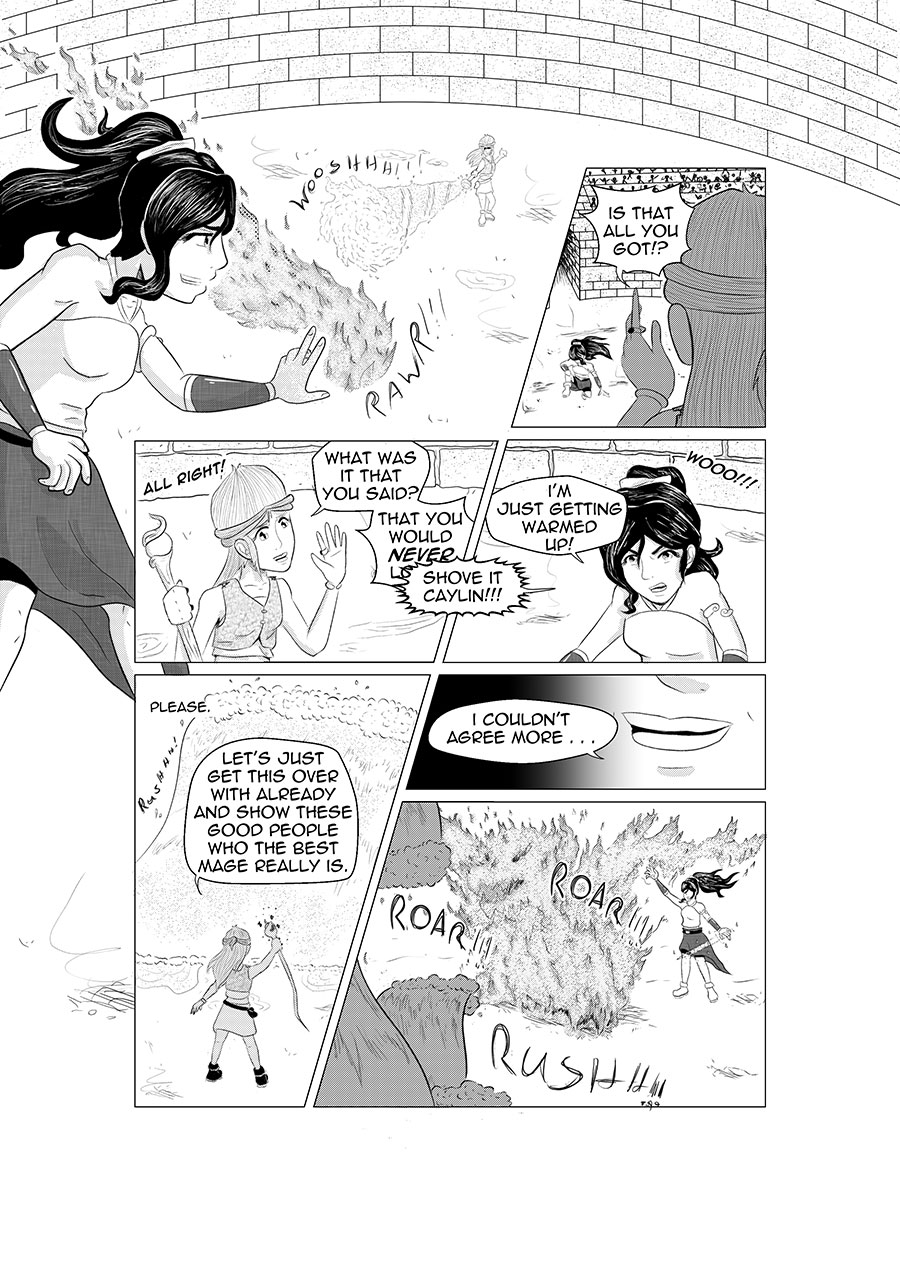 WOOSHHH!!!
RAWR!!!
IS THAT
ALL YOU
GOT!?
ALL RIGHT!
WHAT WAS
IT THAT
YOU SAID?
THAT YOU
WOULD
NEVER
L
SHOVE IT
CAYLIN!!!
WOOO!!!
I'M
JUST GETTING
WARMED
UP!
PLEASE.
RUSHHH!
LET'S JUST
GET THIS OVER
WITH ALREADY
AND SHOW THESE
GOOD PEOPLE
WHO THE BEST
MAGE REALLY IS.
I COULDN'T
AGREE MORE . . .
ROAR!!!
ROAR!!!
RUSHHH!!!